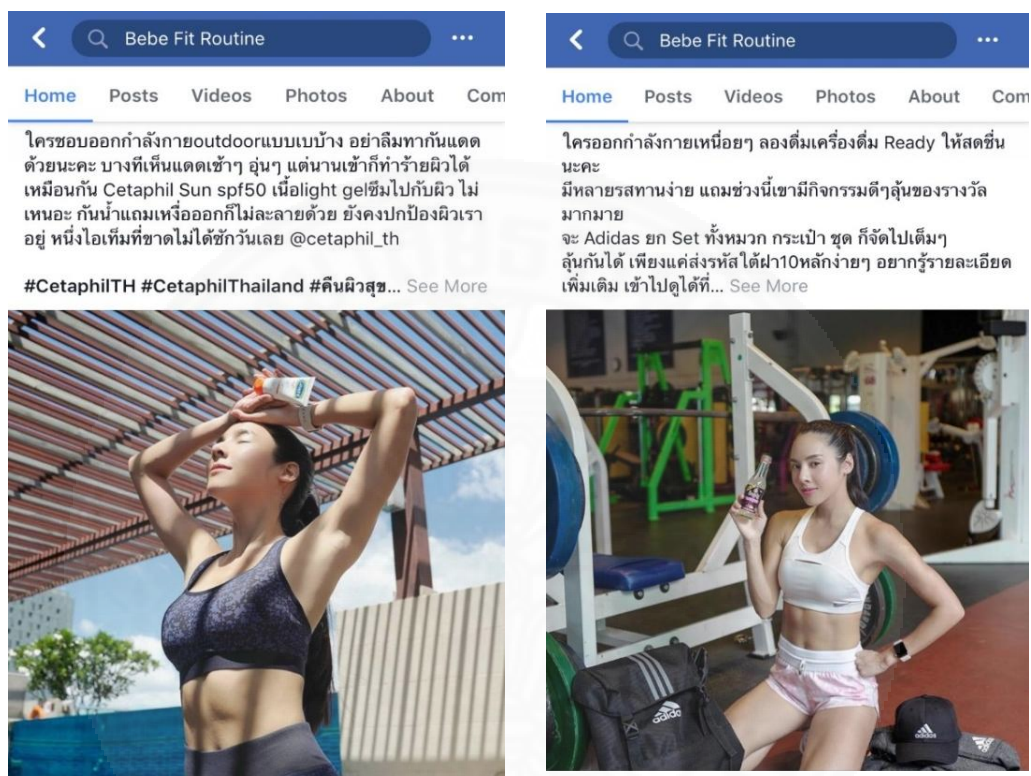 Bebe Fit Routine
Home Posts Videos Photos About Com
ใครชอบออกกำลังกายoutdoorแบบเบบ้าง อย่าลืมทากันแดด
ด้วยนะคะ บางทีเห็นแดดเช้าๆ อุ่นๆ แต่นานเข้าก็ทำร้ายผิวได้
เหมือนกัน Cetaphil Sun spf50 เนื้อlight gelซึมไปกับผิว ไม่
เหนอะ กันน้ำแถมเหงื่อออกก็ไม่ละลายด้วย ยังคงปกป้องผิวเรา
อยู่ หนึ่งไอเท็มที่ขาดไม่ได้ซักวันเลย @cetaphil_th
#CetaphilTH #CetaphilThailand #คืนผิวสุข... See More
Bebe Fit Routine
Home Posts Videos Photos About Com
ใครออกกำลังกายเหนื่อยๆ ลองดื่มเครื่องดื่ม Ready ให้สดชื่น
นะคะ
มีหลายรสทานง่าย แถมช่วงนี้เขามีกิจกรรมดีๆลุ้นของรางวัล
มากมาย
จะ Adidas ยก Set ทั้งหมวก กระเป๋า ชุด ก็จัดไปเต็มๆ
ลุ้นกันได้ เพียงแค่ส่งรหัสใต้ฝา10หลักง่ายๆ อยากรู้รายละเอียด
เพิ่มเติม เข้าไปดูได้ที่... See More
adidas
adidas